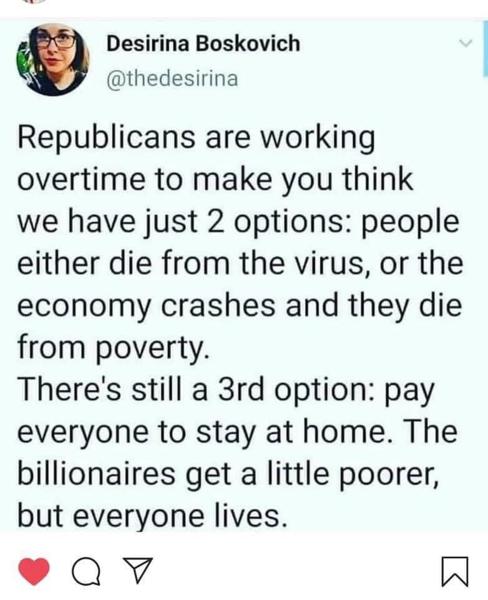 Desirina Boskovich
@thedesirina
Republicans are working
overtime to make you think
we have just 2 options: people
either die from the virus, or the
economy crashes and they die
from poverty.
There's still a 3rd option: pay
everyone to stay at home. The
billionaires get a little poorer,
but everyone lives.